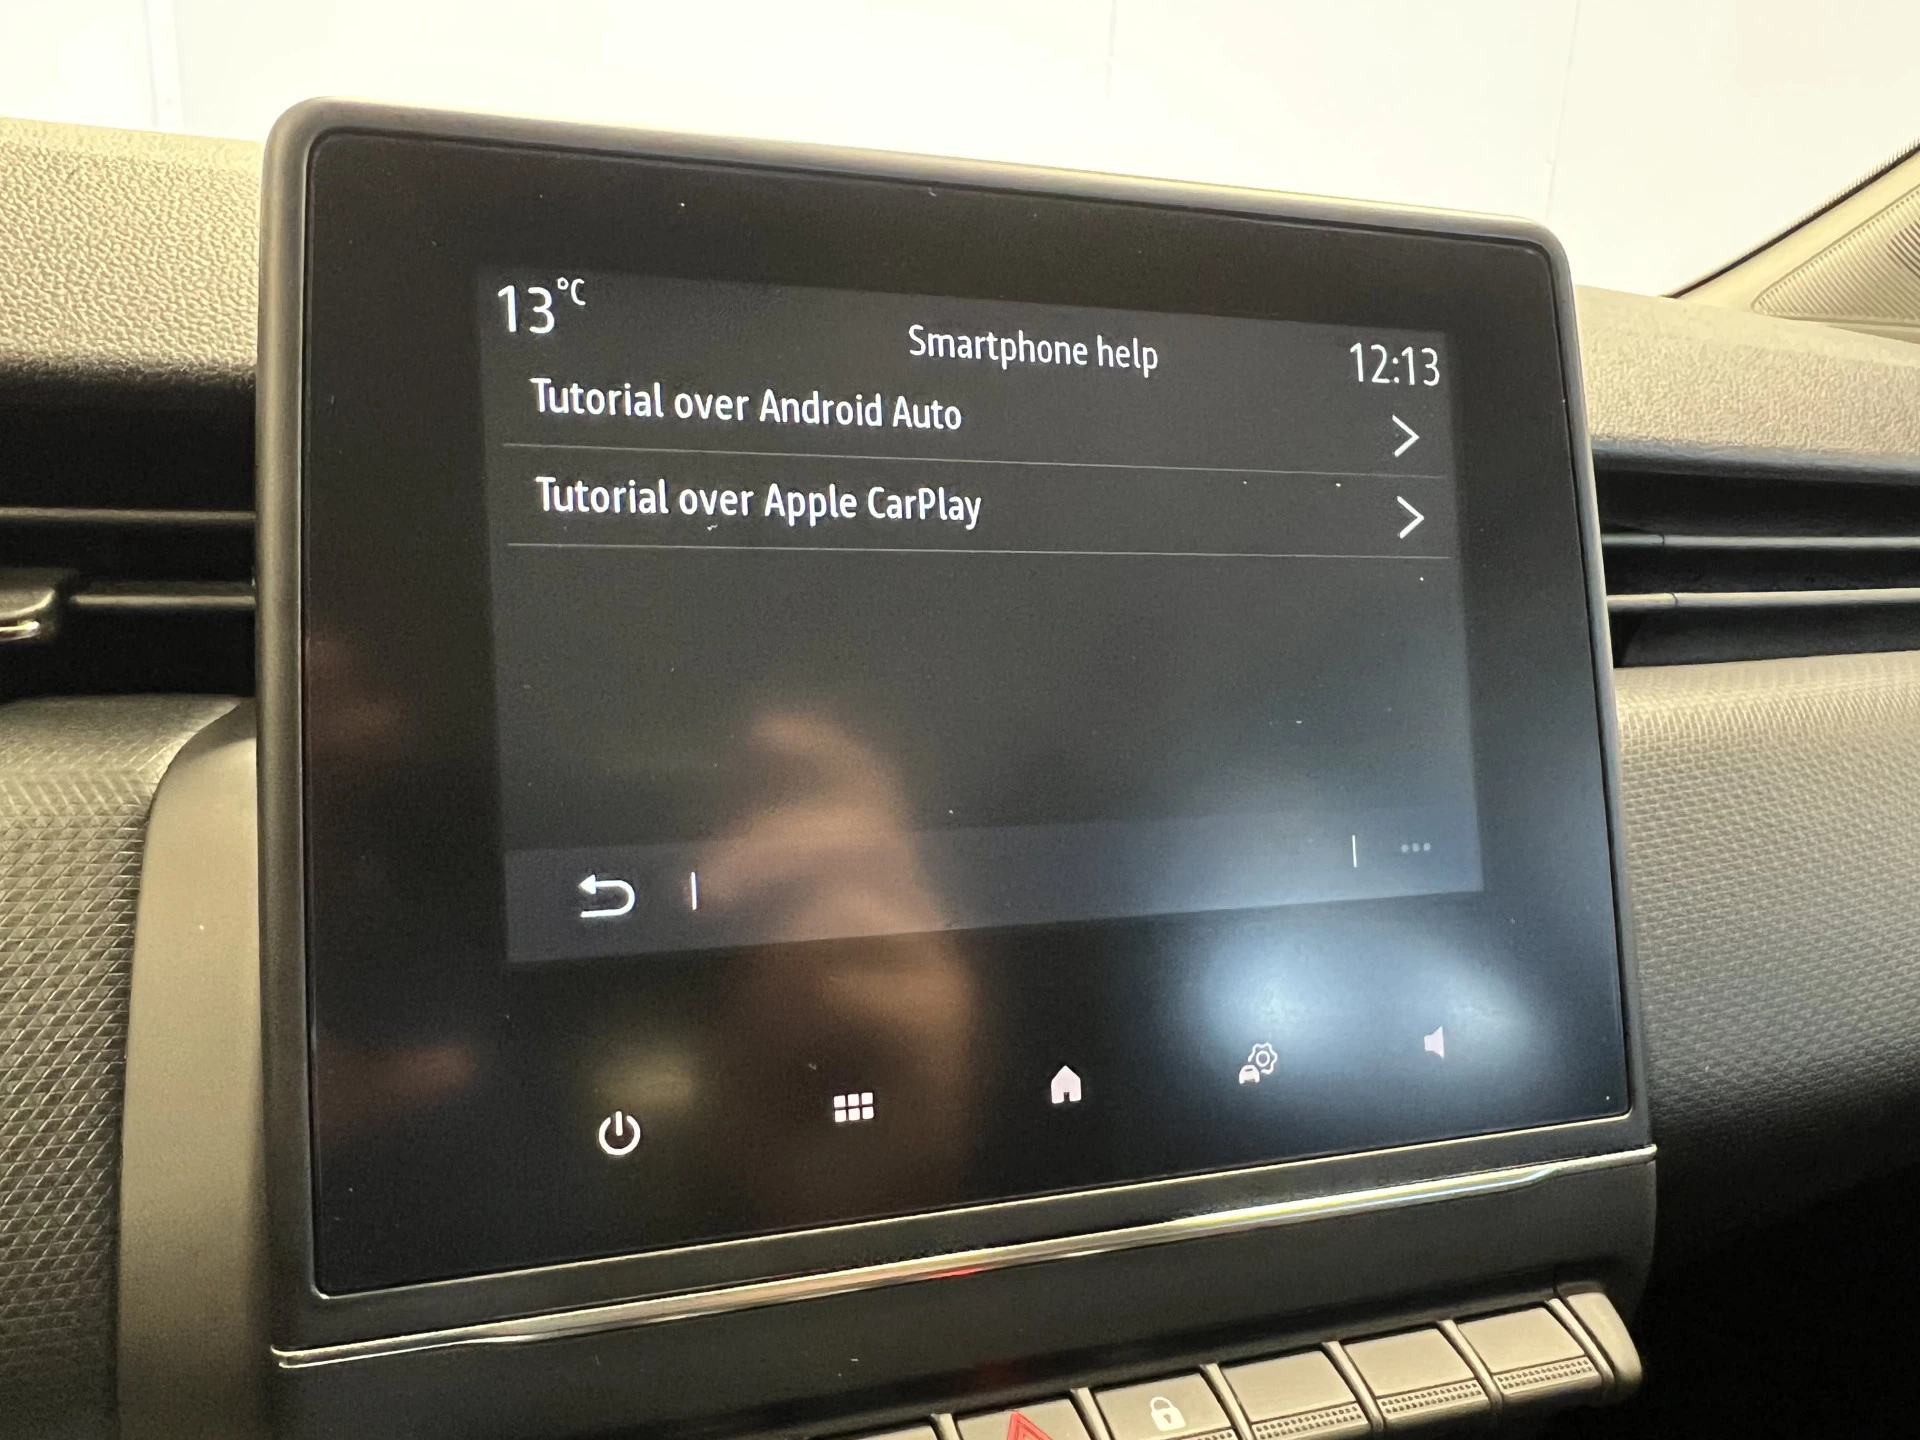 13°C
Smartphone help
12:13
Tutorial over Android Auto
Tutorial over Apple CarPlay